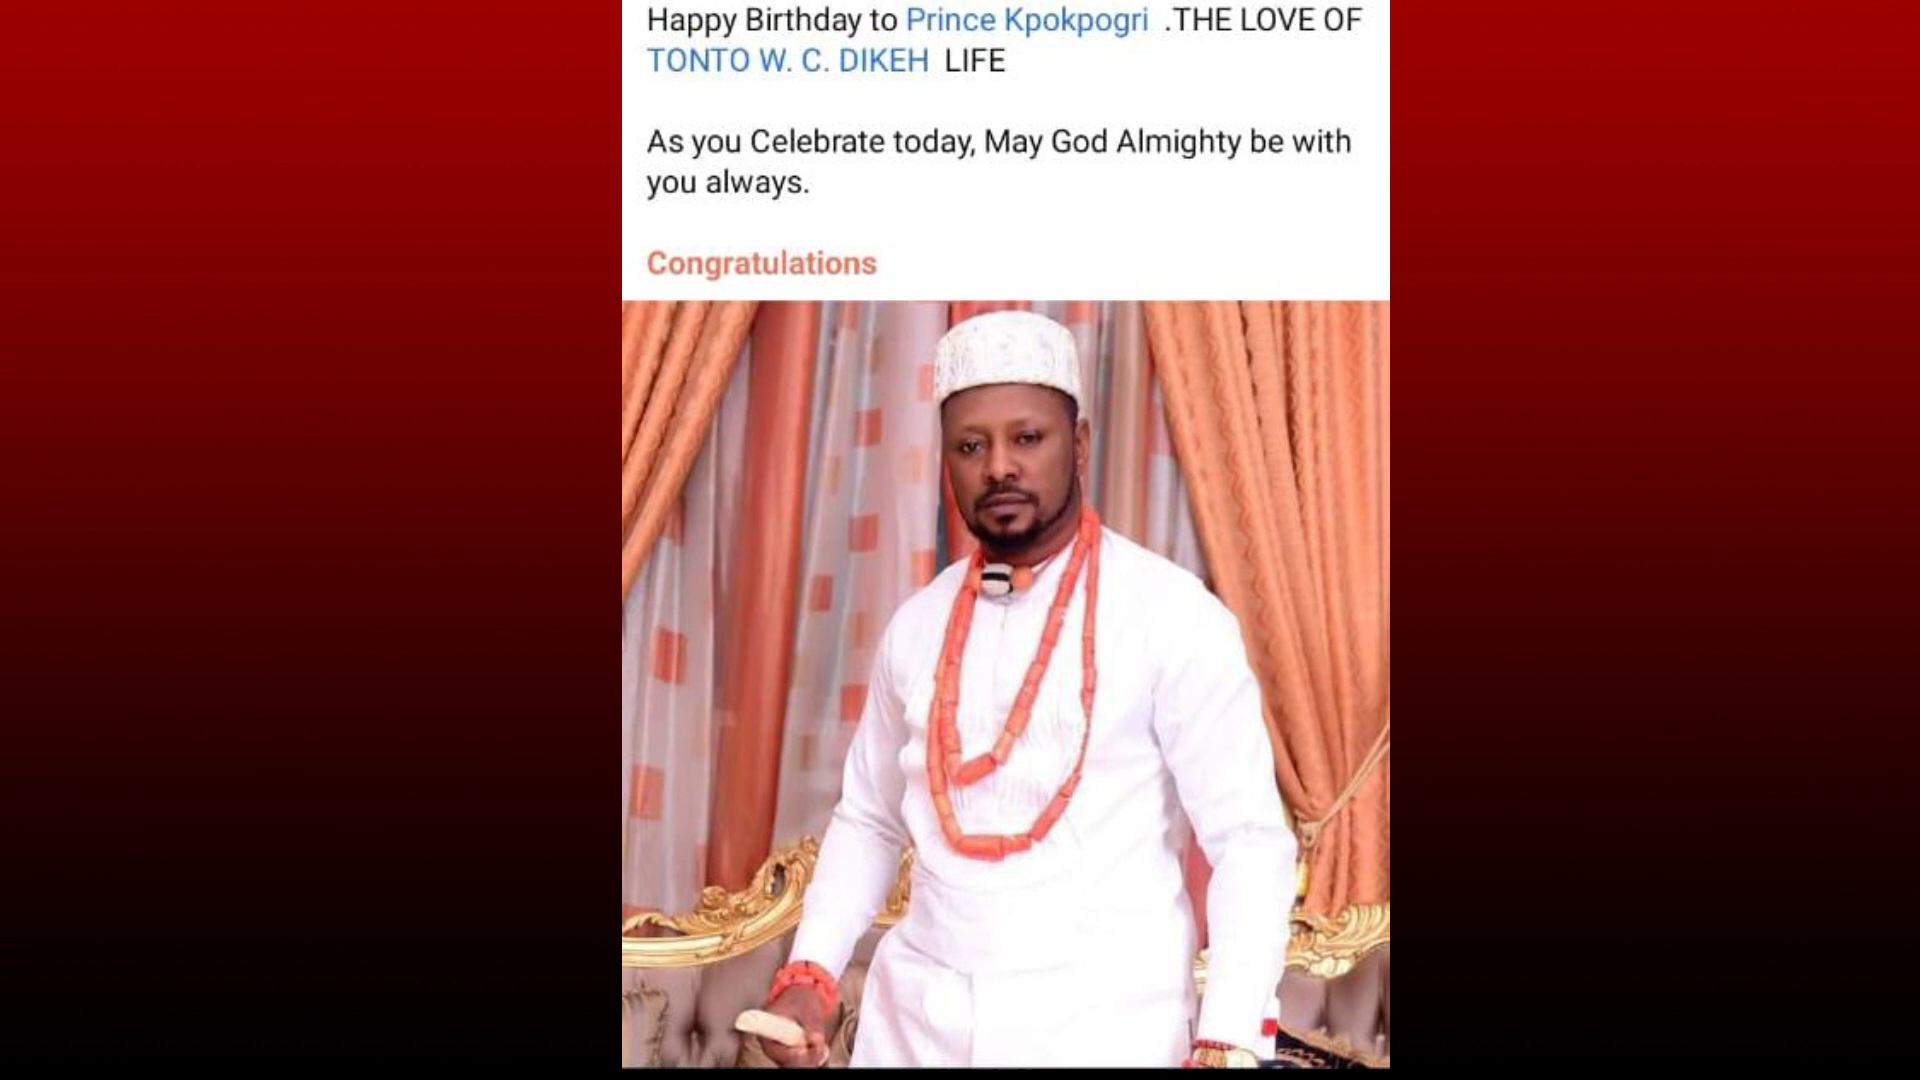 Happy Birthday to Prince Kpokpogri .THE LOVE OF
TONTO W. C. DIKEH LIFE
As you Celebrate today, May God Almighty be with
you always.
Congratulations